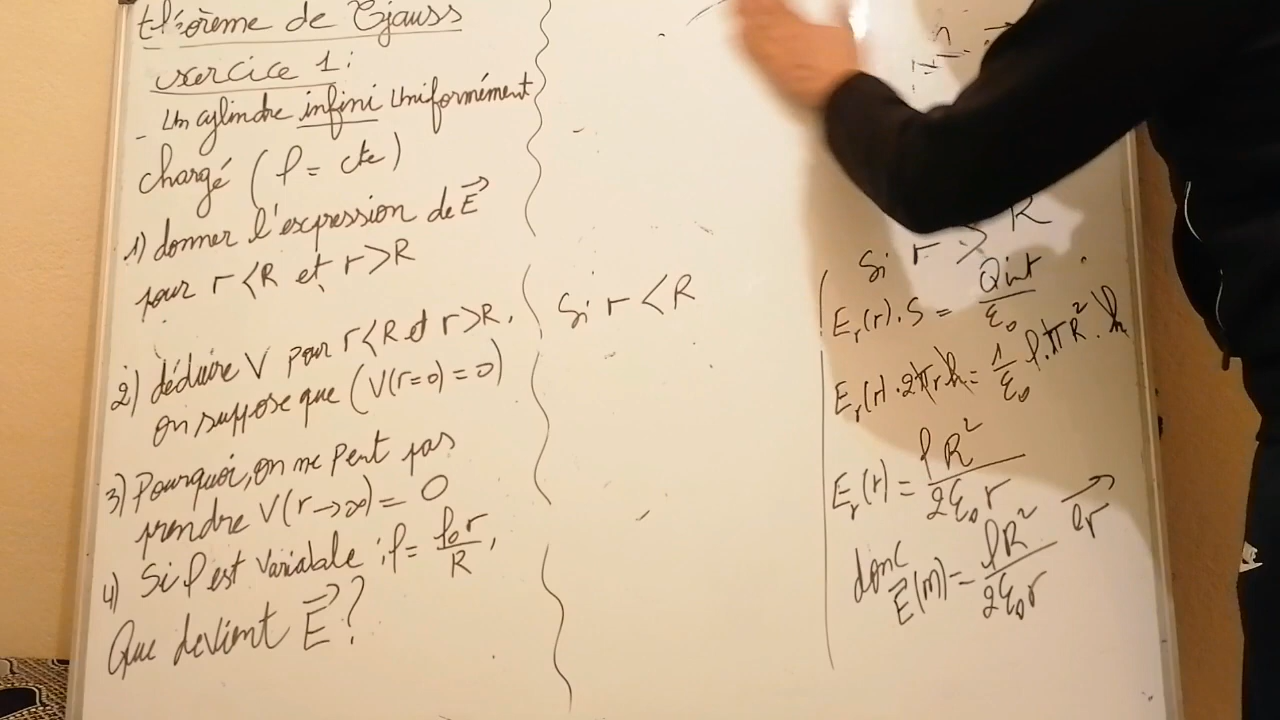 théorème de Gauss
exercice 1:
- Un cylindre infini uniformément
chargé (ρ = cte)
1) donner l'expression de E⃗
pour r < R et r > R
2) déduire V pour r < R et r > R,
on suppose que (V(r=0) = 0)
3) Pourquoi, on ne peut pas
prendre V(r→∞) = 0
4) Si ρ est variable : ρ = ρ₀r/R,
Que devient E⃗ ?
Si r < R
Si r > R
Eᵣ(r).S = Qint/ε₀
Eᵣ(r).2πrh = 1/ε₀ ρ.πR².h
Eᵣ(r) = ρR²/2ε₀r
donc
E⃗(M) = ρR²/2ε₀r e⃗r